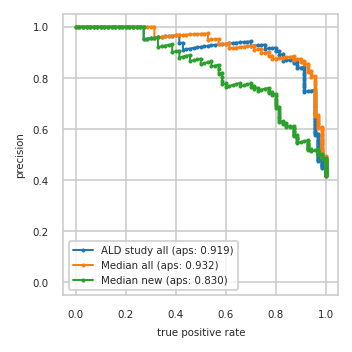 1.0
0.8
0.6
0.4
0.2
0.0
precision
ALD study all (aps: 0.919)
Median all (aps: 0.932)
Median new (aps: 0.830)
0.0 0.2 0.4 0.6 0.8 1.0
true positive rate